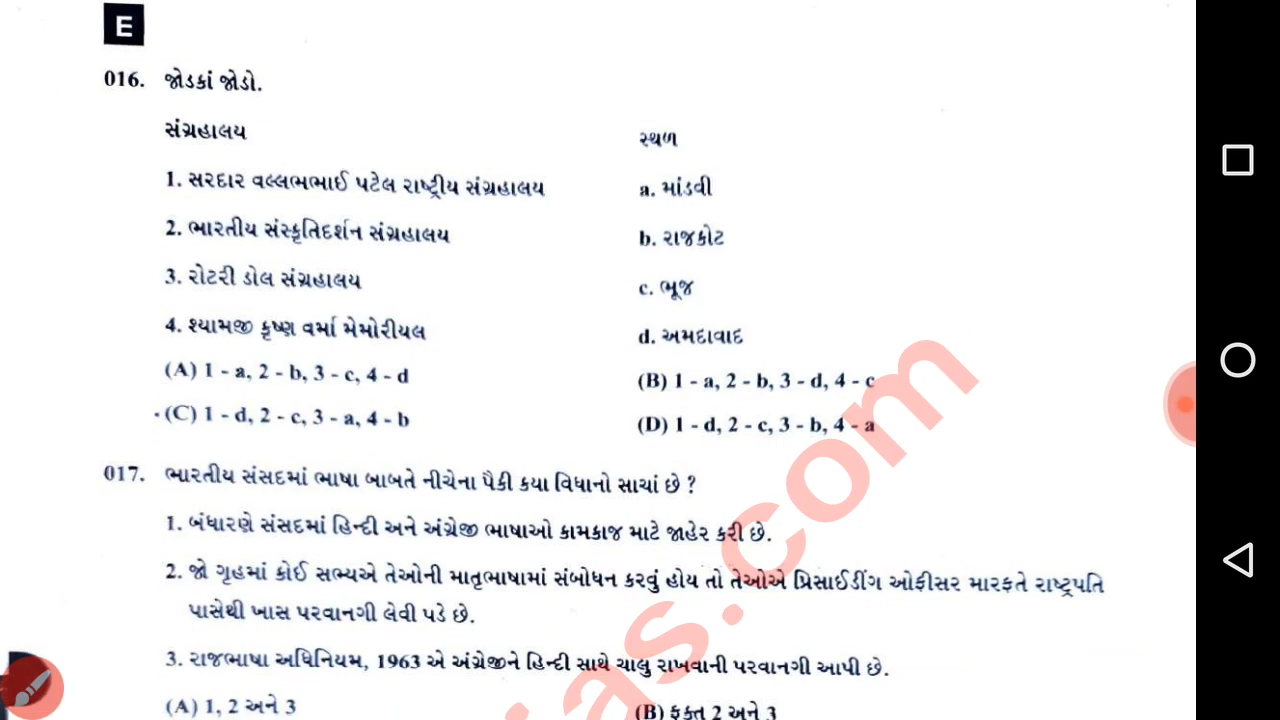 E
016. જોડકાં જોડો.
સંગ્રહાલય સ્થળ
1. સરદાર વલ્લભભાઈ પટેલ રાષ્ટ્રીય સંગ્રહાલય a. માંડવી
2. ભારતીય સંસ્કૃતિદર્શન સંગ્રહાલય b. રાજકોટ
3. રોટરી ડોલ સંગ્રહાલય c. ભૂજ
4. શ્યામજી કૃષ્ણ વર્મા મેમોરીયલ d. અમદાવાદ
(A) 1 - a, 2 - b, 3 - c, 4 - d (B) 1 - a, 2 - b, 3 - d, 4 - c
(C) 1 - d, 2 - c, 3 - a, 4 - b (D) 1 - d, 2 - c, 3 - b, 4 - a
017. ભારતીય સંસદમાં ભાષા બાબતે નીચેના પૈકી કયા વિધાનો સાચાં છે ?
1. બંધારણે સંસદમાં હિન્દી અને અંગ્રેજી ભાષાઓ કામકાજ માટે જાહેર કરી છે.
2. જો ગૃહમાં કોઈ સભ્યએ તેઓની માતૃભાષામાં સંબોધન કરવું હોય તો તેઓએ પ્રિસાઈડીંગ ઓફીસર મારફતે રાષ્ટ્રપતિ
પાસેથી ખાસ પરવાનગી લેવી પડે છે.
3. રાજભાષા અધિનિયમ, 1963 એ અંગ્રેજીને હિન્દી સાથે ચાલુ રાખવાની પરવાનગી આપી છે.
(A) 1, 2 અને 3 (B) ફક્ત 2 અને 3
ias.com